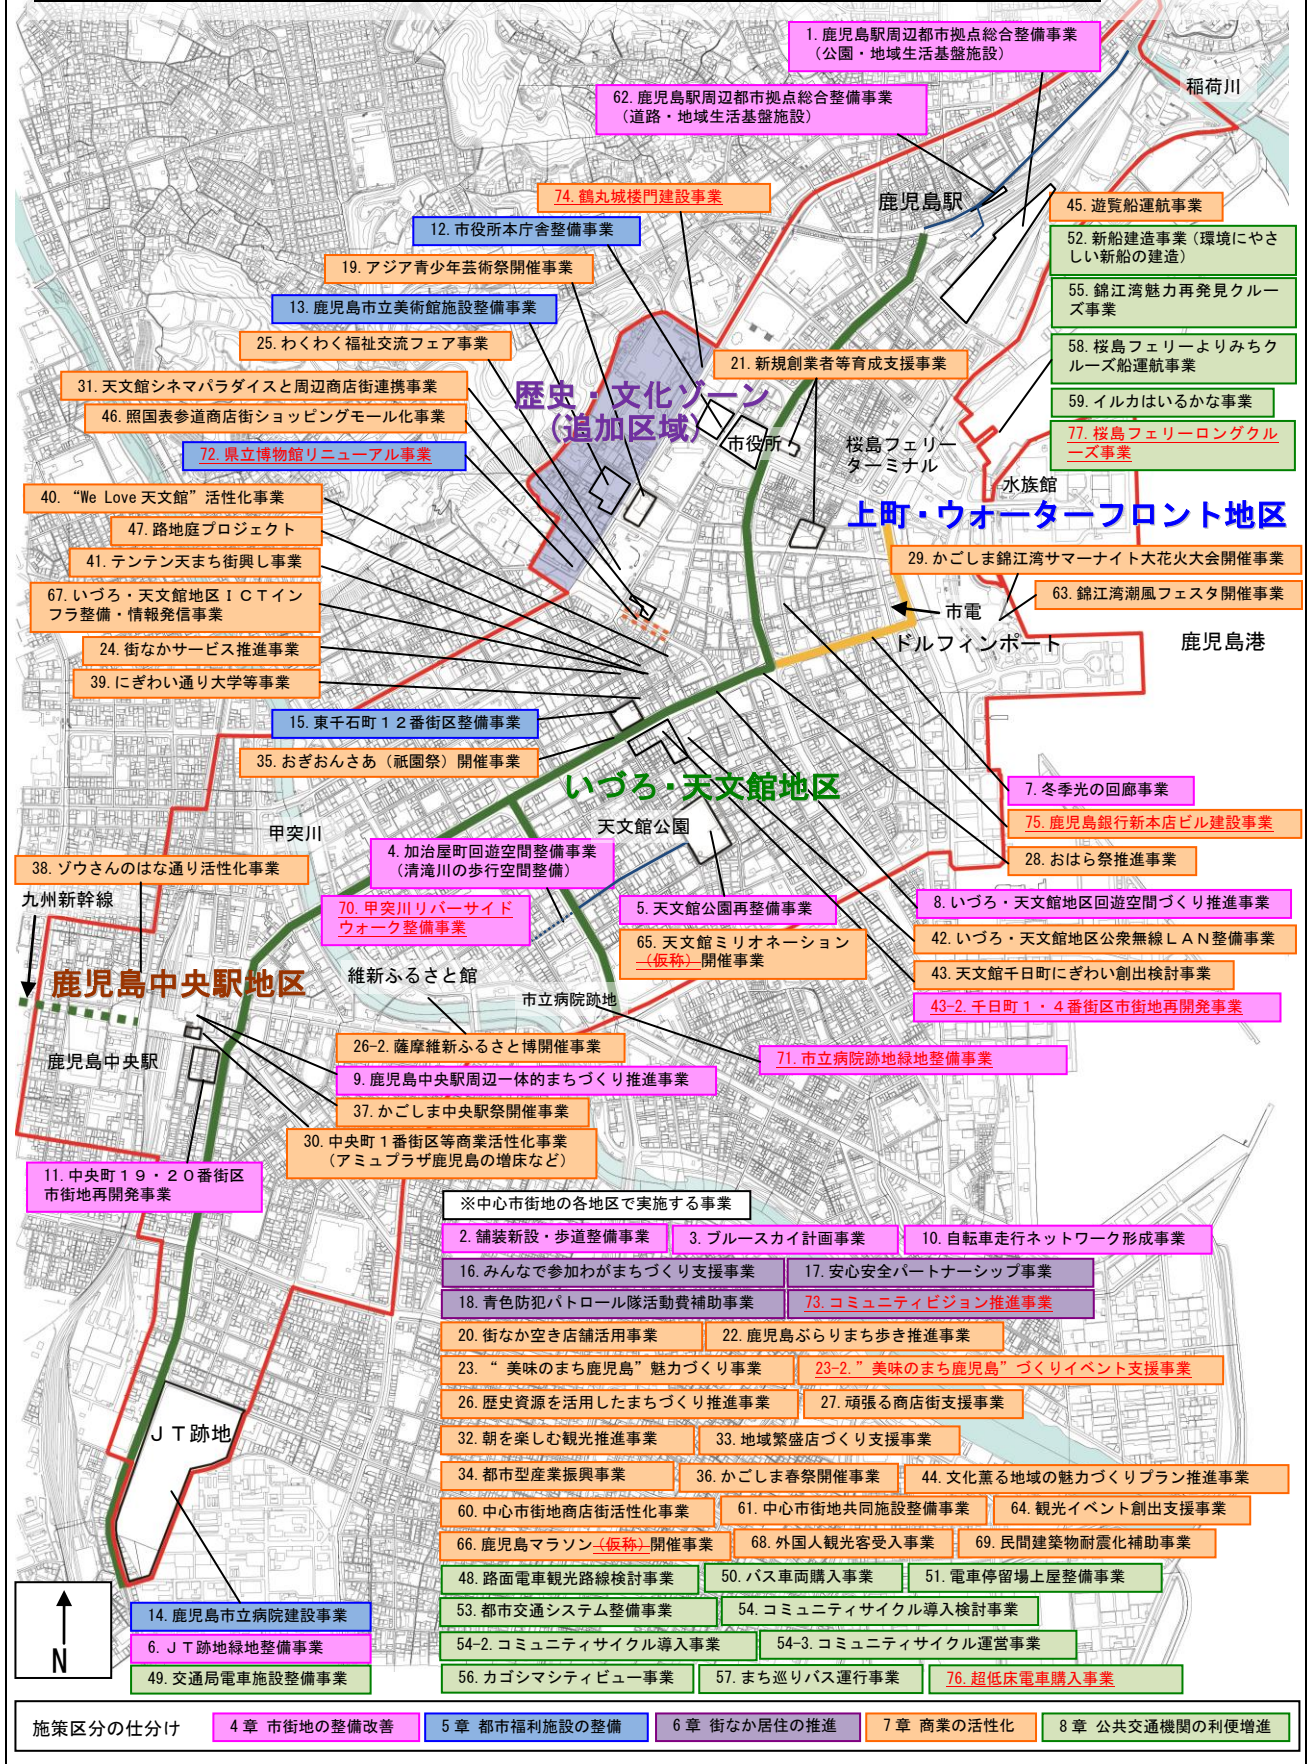 1. 鹿児島駅周辺都市拠点総合整備事業
（公園・地域生活基盤施設）
稲荷川
62. 鹿児島駅周辺都市拠点総合整備事業
（道路・地域生活基盤施設）
74. 鶴丸城楼門建設事業
鹿児島駅
45. 遊覧船運航事業
12. 市役所本庁舎整備事業
52. 新船建造事業（環境にやさ
しい新船の建造）
19. アジア青少年芸術祭開催事業
55. 錦江湾魅力再発見クルー
ズ事業
13. 鹿児島市立美術館施設整備事業
25. わくわく福祉交流フェア事業
58. 桜島フェリーよりみちク
ルーズ船運航事業
21. 新規創業者等育成支援事業
31. 天文館シネマパラダイスと周辺商店街連携事業
歴史・文化ゾーン
（追加区域）
59. イルカはいるかな事業
46. 照国表参道商店街ショッピングモール化事業
77. 桜島フェリーロングクル
ーズ事業
市役所
桜島フェリー
ターミナル
72. 県立博物館リニューアル事業
水族館
40. “We Love 天文館”活性化事業
上町・ウォーターフロント地区
47. 路地庭プロジェクト
41. テンテン天まち街興し事業
29. かごしま錦江湾サマーナイト大花火大会開催事業
67. いづろ・天文館地区ＩＣＴイン
フラ整備・情報発信事業
63. 錦江湾潮風フェスタ開催事業
市電
24. 街なかサービス推進事業
ドルフィンポート
鹿児島港
39. にぎわい通り大学等事業
15. 東千石町１２番街区整備事業
35. おぎおんさあ（祇園祭）開催事業
いづろ・天文館地区
7. 冬季光の回廊事業
天文館公園
75. 鹿児島銀行新本店ビル建設事業
甲突川
4. 加治屋町回遊空間整備事業
（清滝川の歩行空間整備）
28. おはら祭推進事業
38. ゾウさんのはな通り活性化事業
九州新幹線
70. 甲突川リバーサイド
ウォーク整備事業
5. 天文館公園再整備事業
8. いづろ・天文館地区回遊空間づくり推進事業
65. 天文館ミリオネーション
（仮称）開催事業
42. いづろ・天文館地区公衆無線ＬＡＮ整備事業
鹿児島中央駅地区
維新ふるさと館
43. 天文館千日町にぎわい創出検討事業
市立病院跡地
43-2. 千日町１・４番街区市街地再開発事業
鹿児島中央駅
26-2. 薩摩維新ふるさと博開催事業
71. 市立病院跡地緑地整備事業
9. 鹿児島中央駅周辺一体的まちづくり推進事業
37. かごしま中央駅祭開催事業
30. 中央町１番街区等商業活性化事業
（アミュプラザ鹿児島の増床など）
11. 中央町１９・２０番街区
市街地再開発事業
※中心市街地の各地区で実施する事業
2. 舗装新設・歩道整備事業 3. ブルースカイ計画事業 10. 自転車走行ネットワーク形成事業
16. みんなで参加わがまちづくり支援事業 17. 安心安全パートナーシップ事業
18. 青色防犯パトロール隊活動費補助事業 73. コミュニティビジョン推進事業
20. 街なか空き店舗活用事業 22. 鹿児島ぶらりまち歩き推進事業
23. “ 美味のまち鹿児島”魅力づくり事業 23-2. ”美味のまち鹿児島”づくりイベント支援事業
26. 歴史資源を活用したまちづくり推進事業 27. 頑張る商店街支援事業
32. 朝を楽しむ観光推進事業 33. 地域繁盛店づくり支援事業
34. 都市型産業振興事業 36. かごしま春祭開催事業 44. 文化薫る地域の魅力づくりプラン推進事業
60. 中心市街地商店街活性化事業 61. 中心市街地共同施設整備事業 64. 観光イベント創出支援事業
66. 鹿児島マラソン（仮称）開催事業 68. 外国人観光客受入事業 69. 民間建築物耐震化補助事業
48. 路面電車観光路線検討事業 50. バス車両購入事業 51. 電車停留場上屋整備事業
53. 都市交通システム整備事業 54. コミュニティサイクル導入検討事業
54-2. コミュニティサイクル導入事業 54-3. コミュニティサイクル運営事業
56. カゴシマシティビュー事業 57. まち巡りバス運行事業 76. 超低床電車購入事業
ＪＴ跡地
14. 鹿児島市立病院建設事業
6. ＪＴ跡地緑地整備事業
49. 交通局電車施設整備事業
N
施策区分の仕分け 4 章 市街地の整備改善 5 章 都市福利施設の整備 6 章 街なか居住の推進 7 章 商業の活性化 8 章 公共交通機関の利便増進